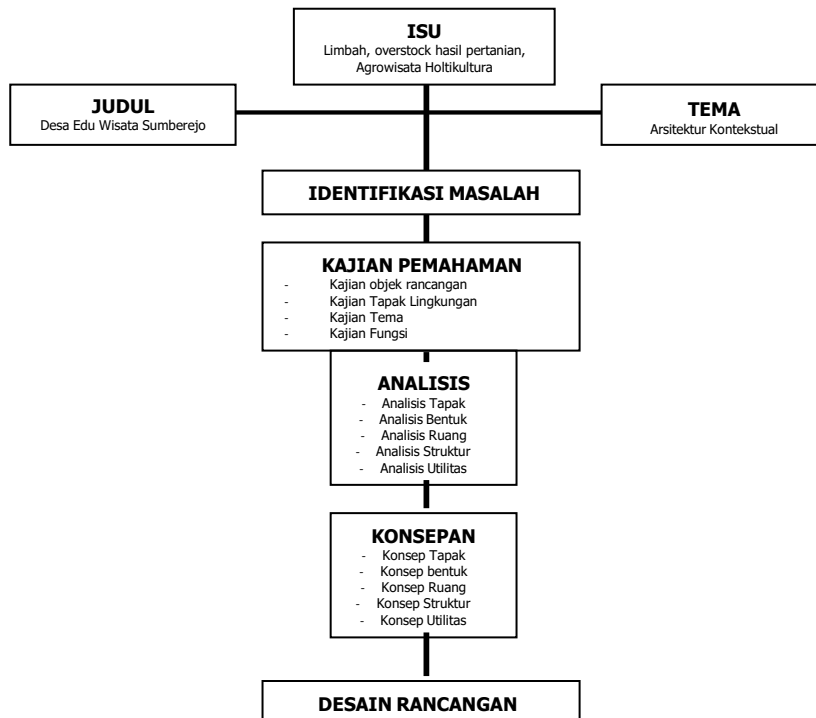 ISU
Limbah, overstock hasil pertanian,
Agrowisata Holtikultura
JUDUL
Desa Edu Wisata Sumberejo
TEMA
Arsitektur Kontekstual
IDENTIFIKASI MASALAH
KAJIAN PEMAHAMAN
- Kajian objek rancangan
- Kajian Tapak Lingkungan
- Kajian Tema
- Kajian Fungsi
ANALISIS
- Analisis Tapak
- Analisis Bentuk
- Analisis Ruang
- Analisis Struktur
- Analisis Utilitas
KONSEPAN
- Konsep Tapak
- Konsep bentuk
- Konsep Ruang
- Konsep Struktur
- Konsep Utilitas
DESAIN RANCANGAN